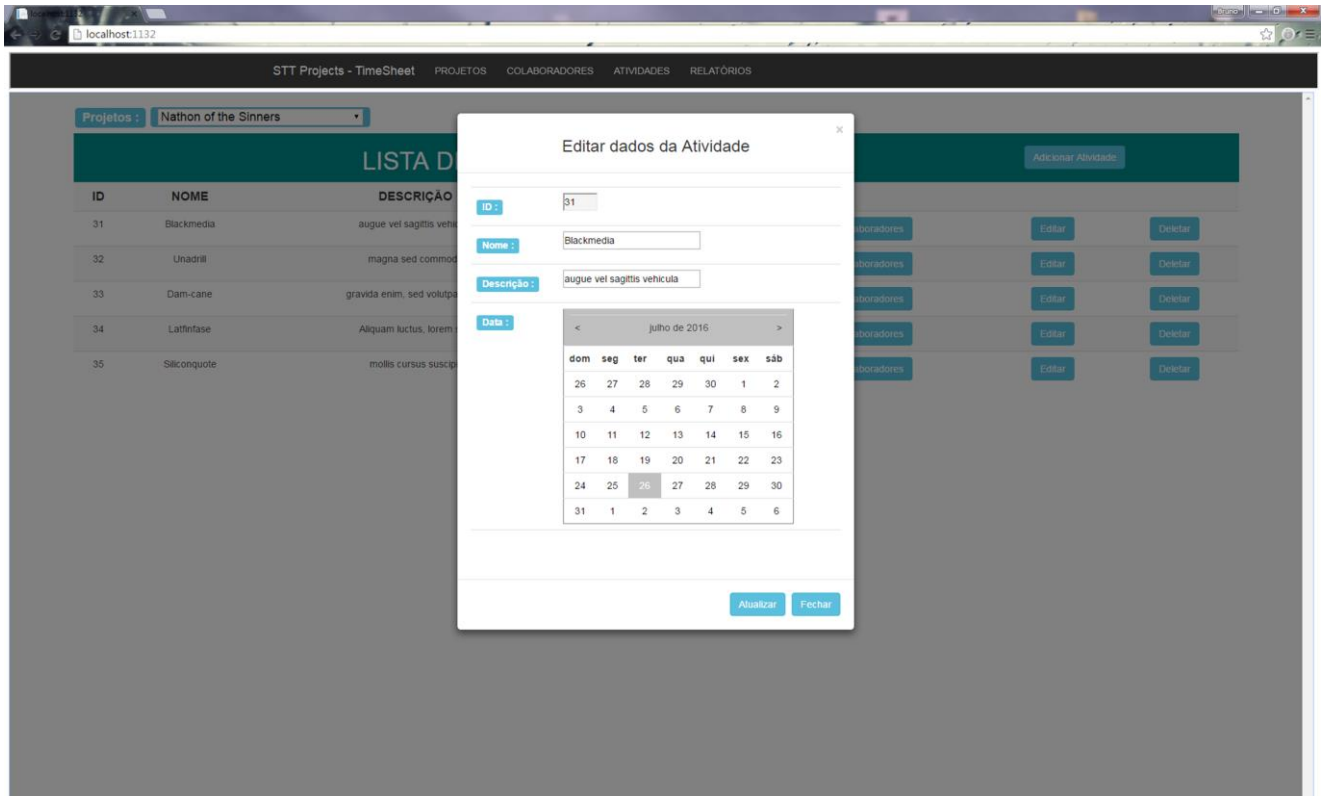 localhost:1132
Bruno
localhost:1132
STT Projects - TimeSheet PROJETOS COLABORADORES ATIVIDADES RELATÓRIOS
Projetos : Nathon of the Sinners
LISTA D
Adicionar Atividade
ID NOME DESCRIÇÃO
31 Blackmedia augue vel sagittis Editar Deletar
32 Unadrill magna sed commod Editar Deletar
33 Dam-cane gravida enim, sed volutpa Editar Deletar
34 Latfintase Aliquam luctus, lorem Editar Deletar
35 Siliconquote mollis cursus suscip Editar Deletar
Editar dados da Atividade ×
ID : 31
Nome : Blackmedia
Descrição : augue vel sagittis vehicula
Data :
< julho de 2016 >
dom seg ter qua qui sex sáb
26 27 28 29 30 1 2
3 4 5 6 7 8 9
10 11 12 13 14 15 16
17 18 19 20 21 22 23
24 25 26 27 28 29 30
31 1 2 3 4 5 6
Atualizar Fechar